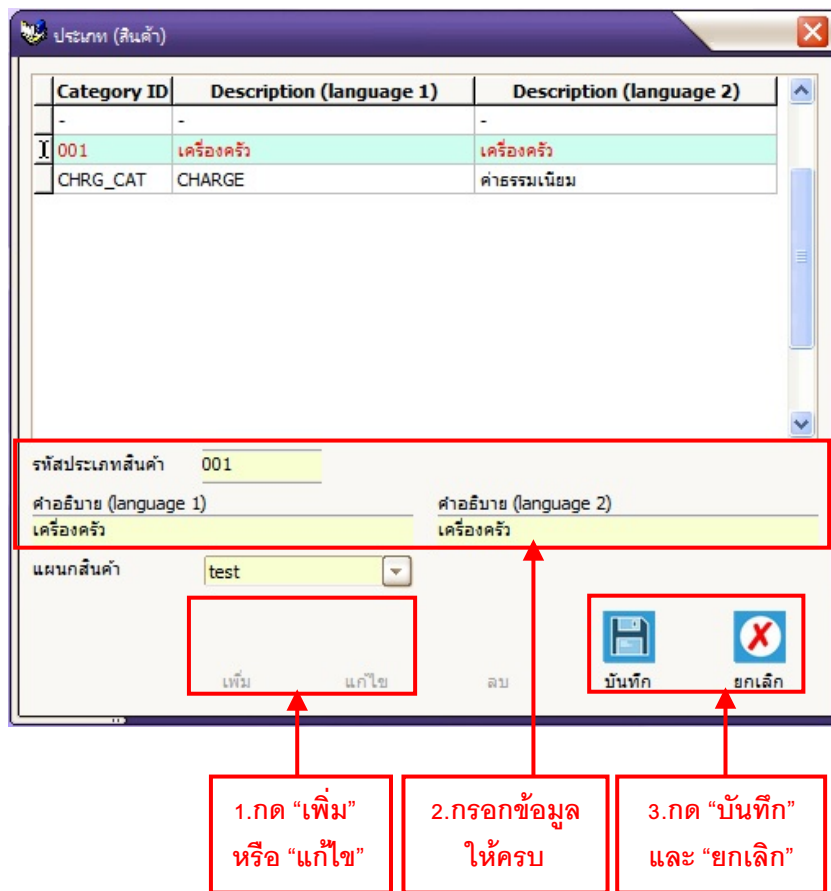 ประเภท (สินค้า)
Category ID Description (language 1) Description (language 2)
- - -
001 เครื่องครัว เครื่องครัว
CHRG_CAT CHARGE ค่าธรรมเนียม
รหัสประเภทสินค้า 001
คำอธิบาย (language 1) คำอธิบาย (language 2)
เครื่องครัว เครื่องครัว
แผนกสินค้า test
เพิ่ม แก้ไข ลบ บันทึก ยกเลิก
1.กด “เพิ่ม” 2.กรอกข้อมูล 3.กด “บันทึก”
หรือ “แก้ไข” ให้ครบ และ “ยกเลิก”